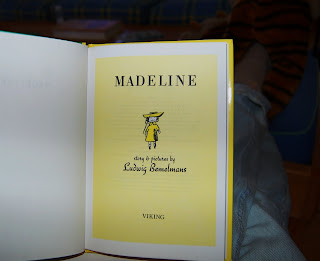 MADELINE
story & pictures by
Ludwig Bemelmans
VIKING